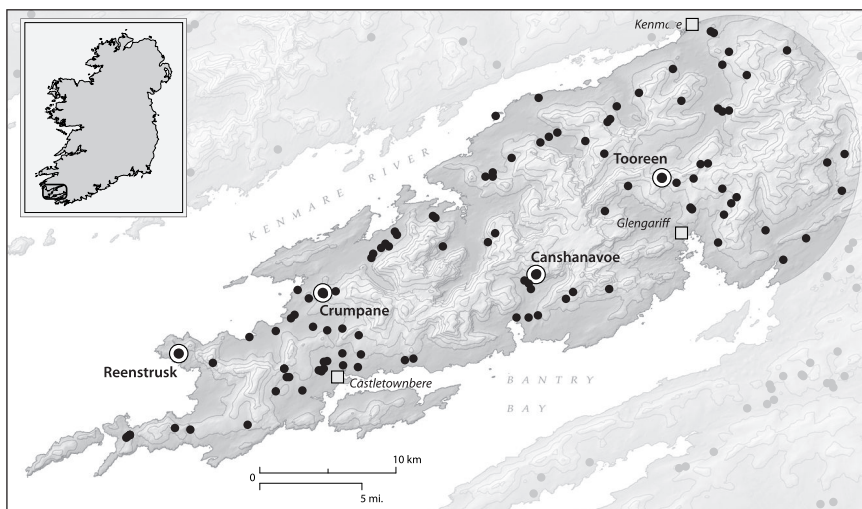 Kenmare
KENMARE RIVER
Tooreen
Glengariff
Canshanavoe
Crumpane
Reenstrusk
Castletownbere
BANTRY
BAY
10 km
0
5 mi.